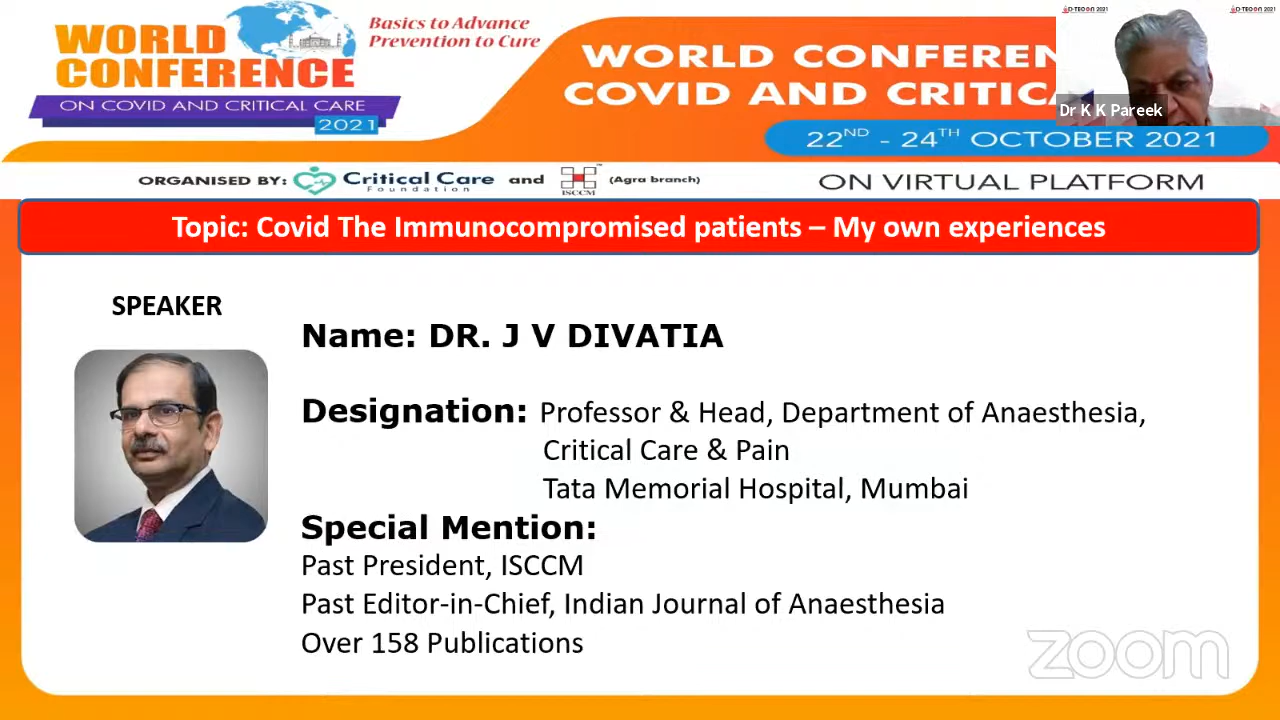 WORLD
CONFERENCE
ON COVID AND CRITICAL CARE
2021
Basics to Advance
Prevention to Cure
WORLD CONFEREN
COVID AND CRITICA
22ND - 24TH OCTOBER 2021
D-TECON 2021
Dr K K Pareek
ORGANISED BY: Critical Care Foundation and ISCCM (Agra branch)
ON VIRTUAL PLATFORM
Topic: Covid The Immunocompromised patients – My own experiences
SPEAKER
Name: DR. J V DIVATIA
Designation: Professor & Head, Department of Anaesthesia,
Critical Care & Pain
Tata Memorial Hospital, Mumbai
Special Mention:
Past President, ISCCM
Past Editor-in-Chief, Indian Journal of Anaesthesia
Over 158 Publications
zoom